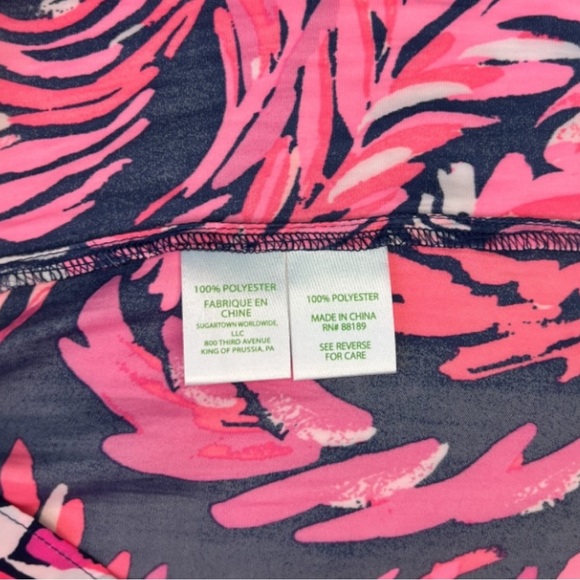 100% POLYESTER
FABRIQUE EN
CHINE
SUGARTOWN WORLDWIDE,
LLC
800 THIRD AVENUE
KING OF PRUSSIA, PA
100% POLYESTER
MADE IN CHINA
RN# 88189
SEE REVERSE
FOR CARE